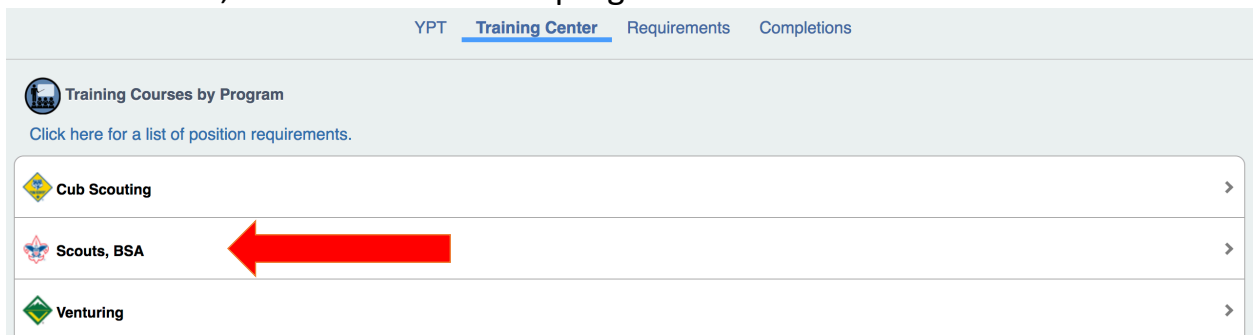 YPT Training Center Requirements Completions
Training Courses by Program
Click here for a list of position requirements.
Cub Scouting
Scouts, BSA
Venturing